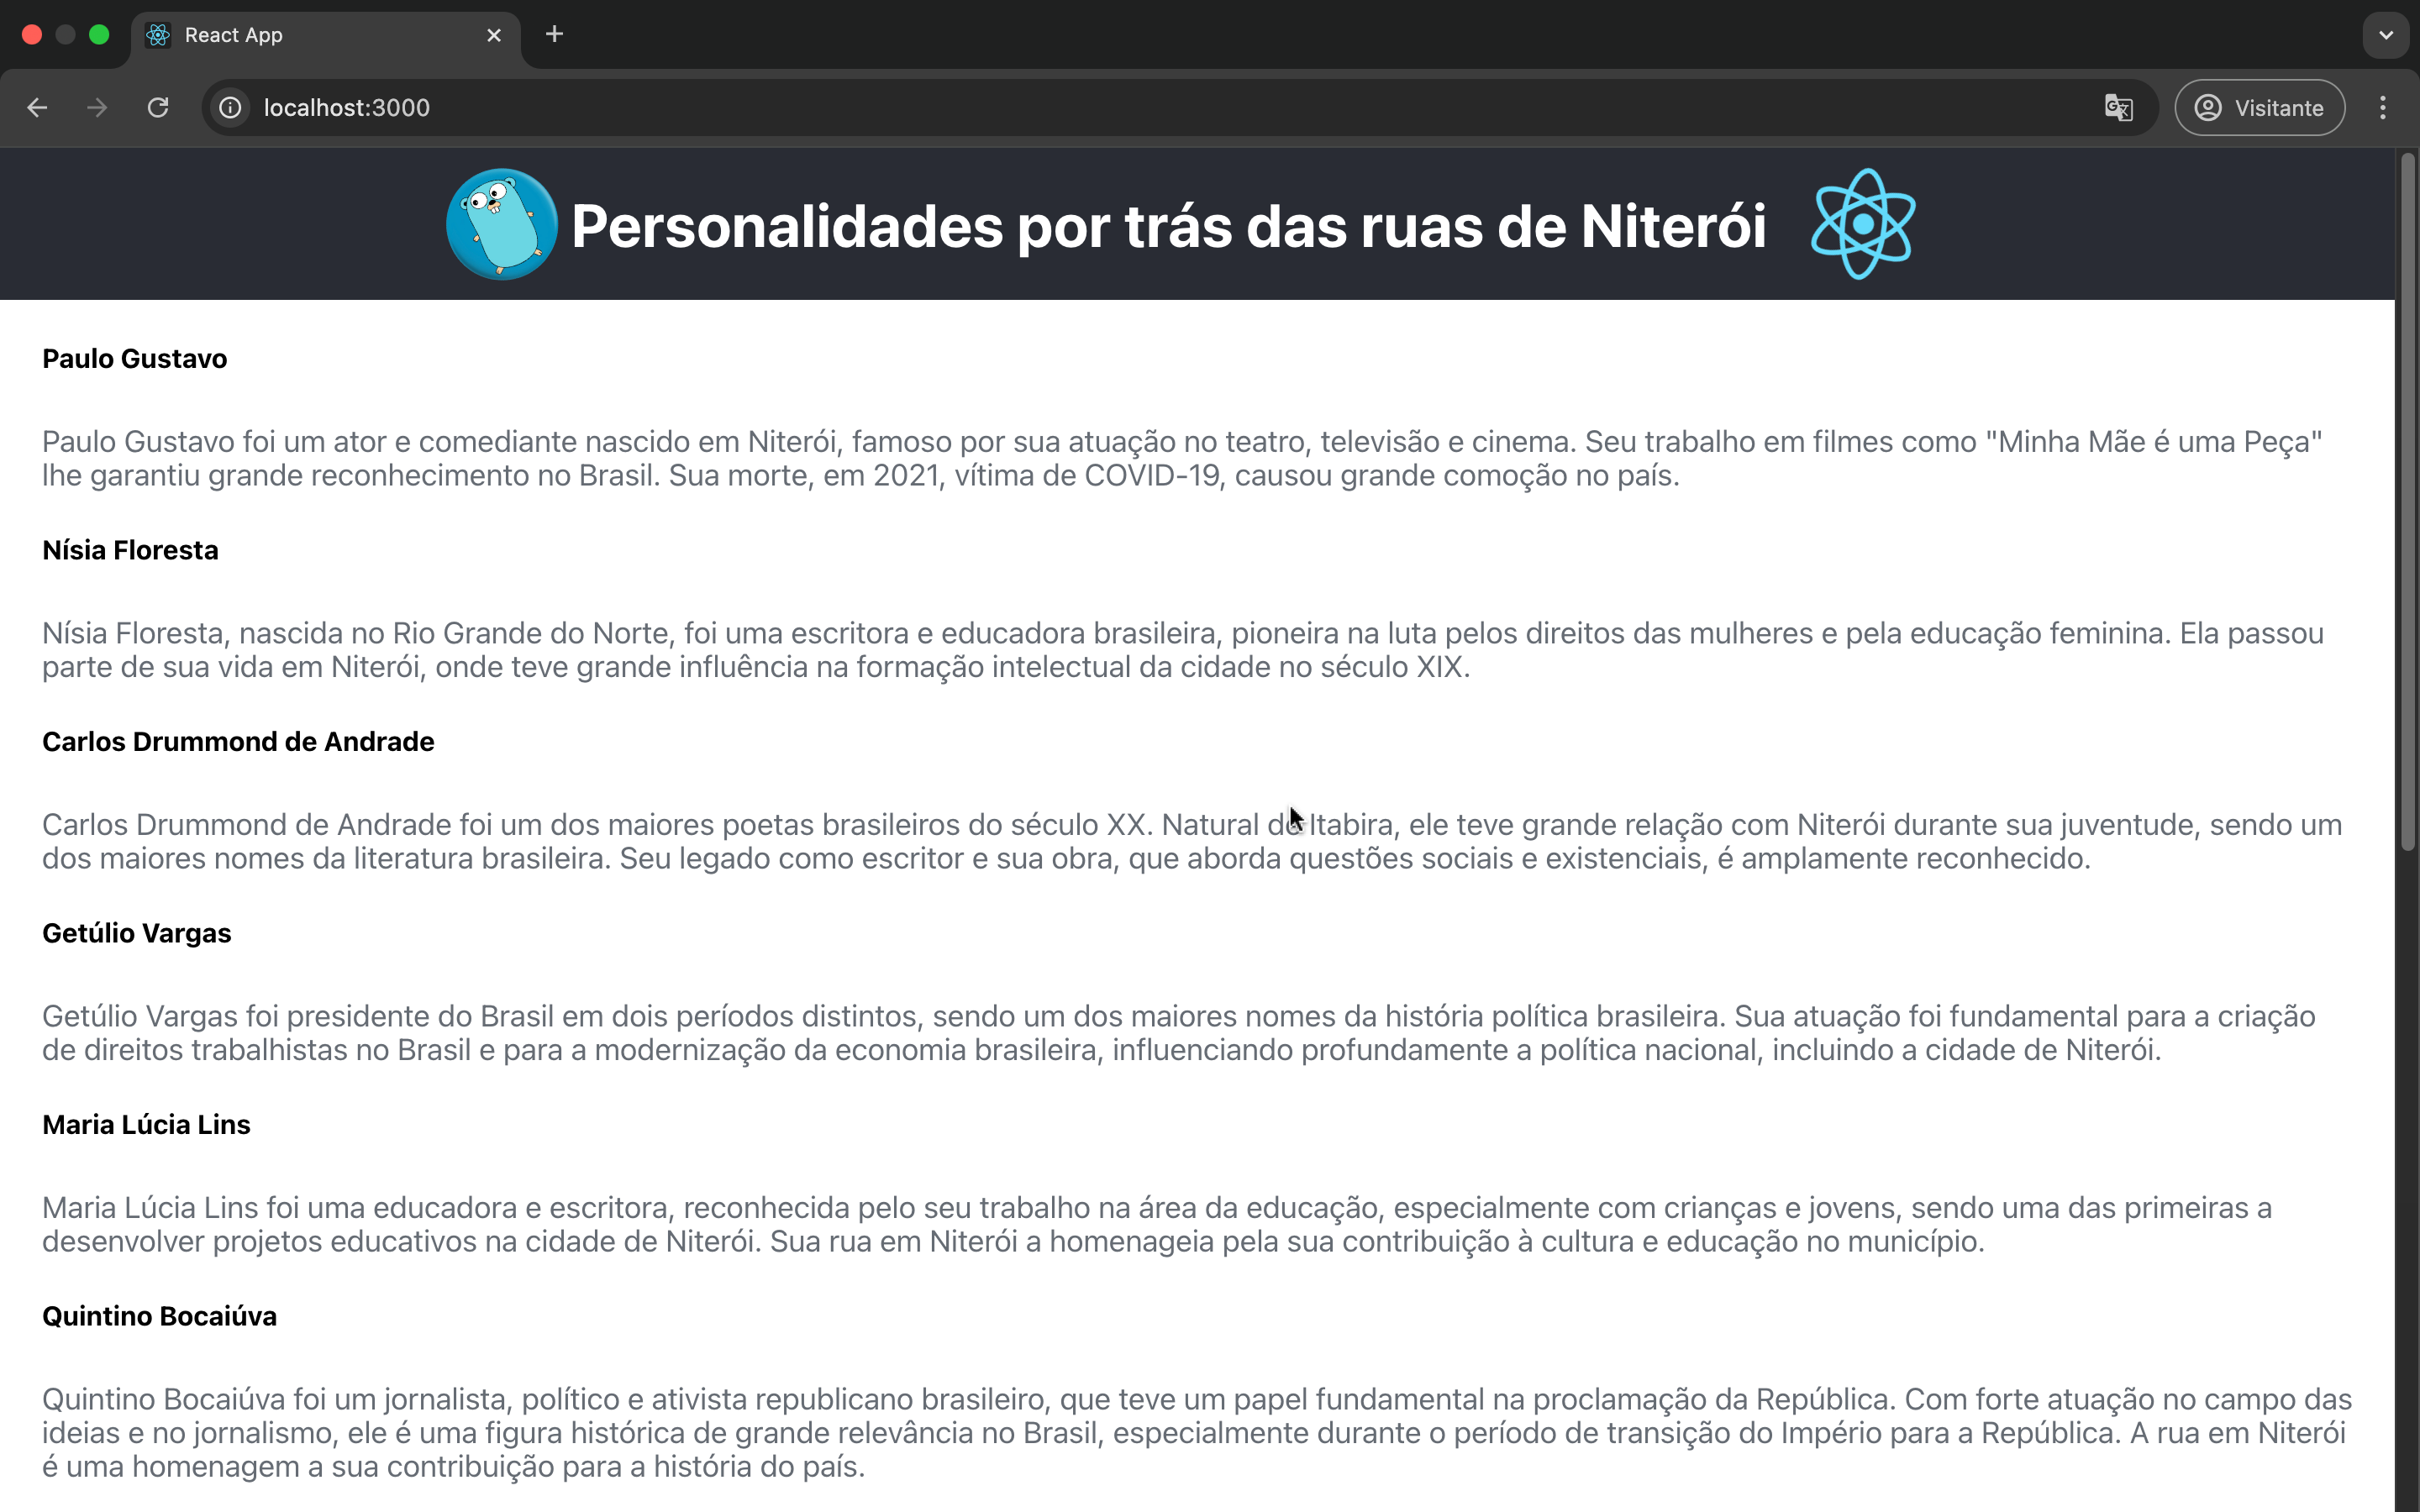 React App
localhost:3000
Visitante
Personalidades por trás das ruas de Niterói
Paulo Gustavo
Paulo Gustavo foi um ator e comediante nascido em Niterói, famoso por sua atuação no teatro, televisão e cinema. Seu trabalho em filmes como "Minha Mãe é uma Peça"
lhe garantiu grande reconhecimento no Brasil. Sua morte, em 2021, vítima de COVID-19, causou grande comoção no país.
Nísia Floresta
Nísia Floresta, nascida no Rio Grande do Norte, foi uma escritora e educadora brasileira, pioneira na luta pelos direitos das mulheres e pela educação feminina. Ela passou
parte de sua vida em Niterói, onde teve grande influência na formação intelectual da cidade no século XIX.
Carlos Drummond de Andrade
Carlos Drummond de Andrade foi um dos maiores poetas brasileiros do século XX. Natural de Itabira, ele teve grande relação com Niterói durante sua juventude, sendo um
dos maiores nomes da literatura brasileira. Seu legado como escritor e sua obra, que aborda questões sociais e existenciais, é amplamente reconhecido.
Getúlio Vargas
Getúlio Vargas foi presidente do Brasil em dois períodos distintos, sendo um dos maiores nomes da história política brasileira. Sua atuação foi fundamental para a criação
de direitos trabalhistas no Brasil e para a modernização da economia brasileira, influenciando profundamente a política nacional, incluindo a cidade de Niterói.
Maria Lúcia Lins
Maria Lúcia Lins foi uma educadora e escritora, reconhecida pelo seu trabalho na área da educação, especialmente com crianças e jovens, sendo uma das primeiras a
desenvolver projetos educativos na cidade de Niterói. Sua rua em Niterói a homenageia pela sua contribuição à cultura e educação no município.
Quintino Bocaiúva
Quintino Bocaiúva foi um jornalista, político e ativista republicano brasileiro, que teve um papel fundamental na proclamação da República. Com forte atuação no campo das
ideias e no jornalismo, ele é uma figura histórica de grande relevância no Brasil, especialmente durante o período de transição do Império para a República. A rua em Niterói
é uma homenagem a sua contribuição para a história do país.